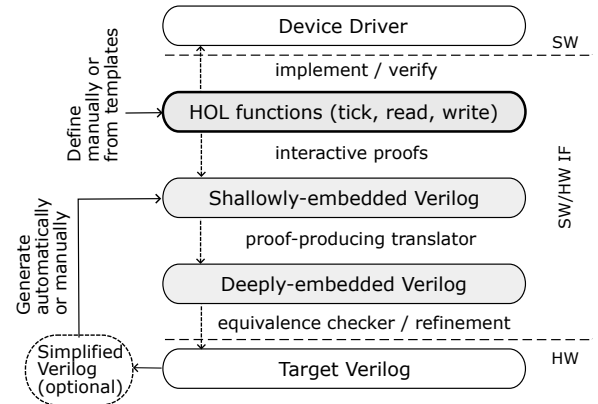 Device Driver
SW
implement / verify
Define
manually or
from templates
HOL functions (tick, read, write)
interactive proofs
SW/HW IF
Shallowly-embedded Verilog
proof-producing translator
Generate
automatically
or manually
Deeply-embedded Verilog
equivalence checker / refinement
HW
Simplified
Verilog
(optional)
Target Verilog